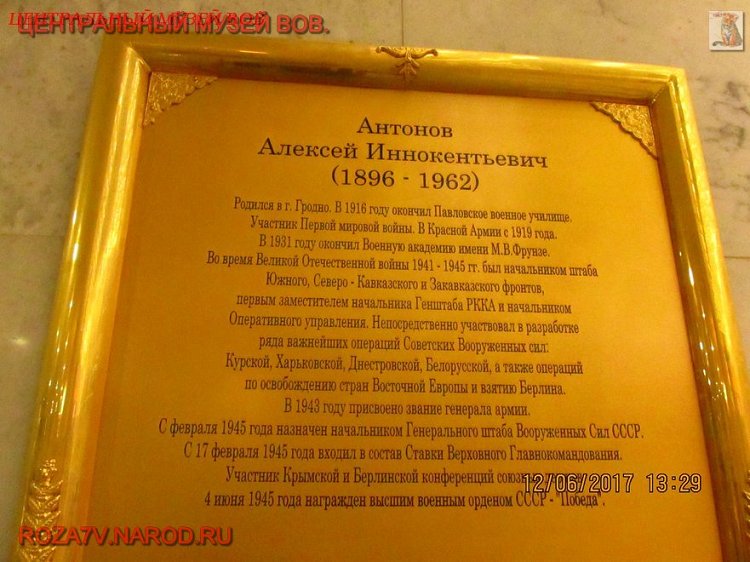 ЦЕНТРАЛЬНЫЙ МУЗЕЙ ВОВ
ЦЕНТРАЛЬНЫЙ МУЗЕЙ ВОВ.
Антонов
Алексей Иннокентьевич
(1896 - 1962)
Родился в г. Гродно. В 1916 году окончил Павловское военное училище.
Участник Первой мировой войны. В Красной Армии с 1919 года.
В 1931 году окончил Военную академию имени М.В.Фрунзе.
Во время Великой Отечественной войны 1941 - 1945 гг. был начальником штаба
Южного, Северо - Кавказского и Закавказского фронтов,
первым заместителем начальника Генштаба РККА и начальником
Оперативного управления. Непосредственно участвовал в разработке
ряда важнейших операций Советских Вооруженных сил:
Курской, Харьковской, Днестровской, Белорусской, а также операций
по освобождению стран Восточной Европы и взятию Берлина.
В 1943 году присвоено звание генерала армии.
С февраля 1945 года назначен начальником Генерального штаба Вооруженных Сил СССР.
С 17 февраля 1945 года входил в состав Ставки Верховного Главнокомандования.
Участник Крымской и Берлинской конференций
12/06/2017 13:29
4 июня 1945 года награжден высшим военным орденом СССР - "Победа".
ROZA7V.NAROD.RU